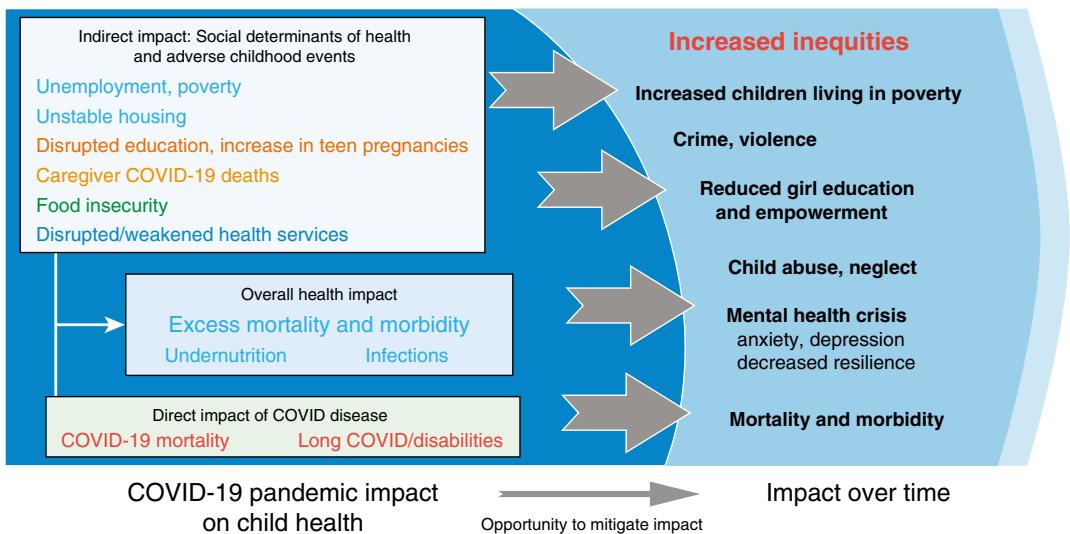 Indirect impact: Social determinants of health
and adverse childhood events
Unemployment, poverty
Unstable housing
Disrupted education, increase in teen pregnancies
Caregiver COVID-19 deaths
Food insecurity
Disrupted/weakened health services
Overall health impact
Excess mortality and morbidity
Undernutrition Infections
Direct impact of COVID disease
COVID-19 mortality Long COVID/disabilities
Increased inequities
Increased children living in poverty
Crime, violence
Reduced girl education
and empowerment
Child abuse, neglect
Mental health crisis
anxiety, depression
decreased resilience
Mortality and morbidity
COVID-19 pandemic impact
on child health
Opportunity to mitigate impact
Impact over time